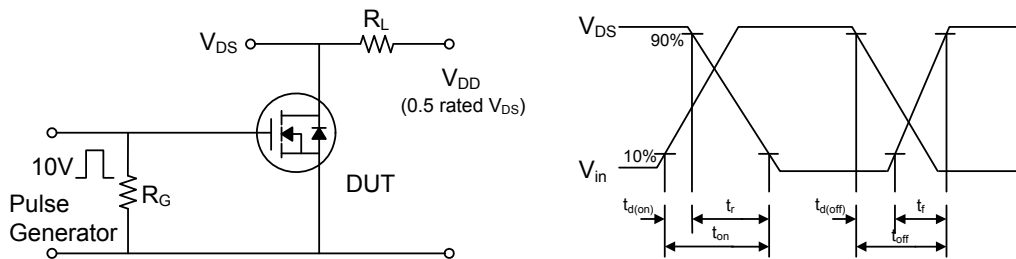 V_DS
R_L
V_DD
(0.5 rated V_DS)
10V
R_G
DUT
Pulse
Generator
V_DS
90%
V_in
10%
t_d(on)
t_r
t_on
t_d(off)
t_f
t_off